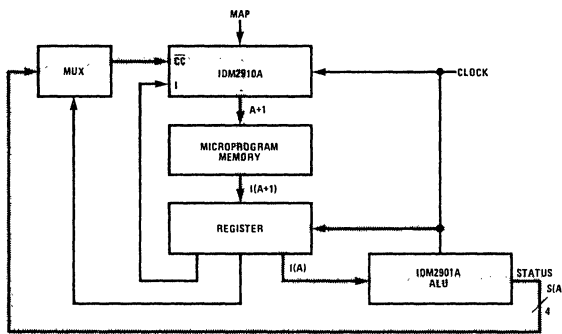 MAP
MUX
CC
I
IDM2910A
CLOCK
A+1
MICROPROGRAM
MEMORY
I(A+1)
REGISTER
I(A)
IDM2901A
ALU
STATUS
S(A
4